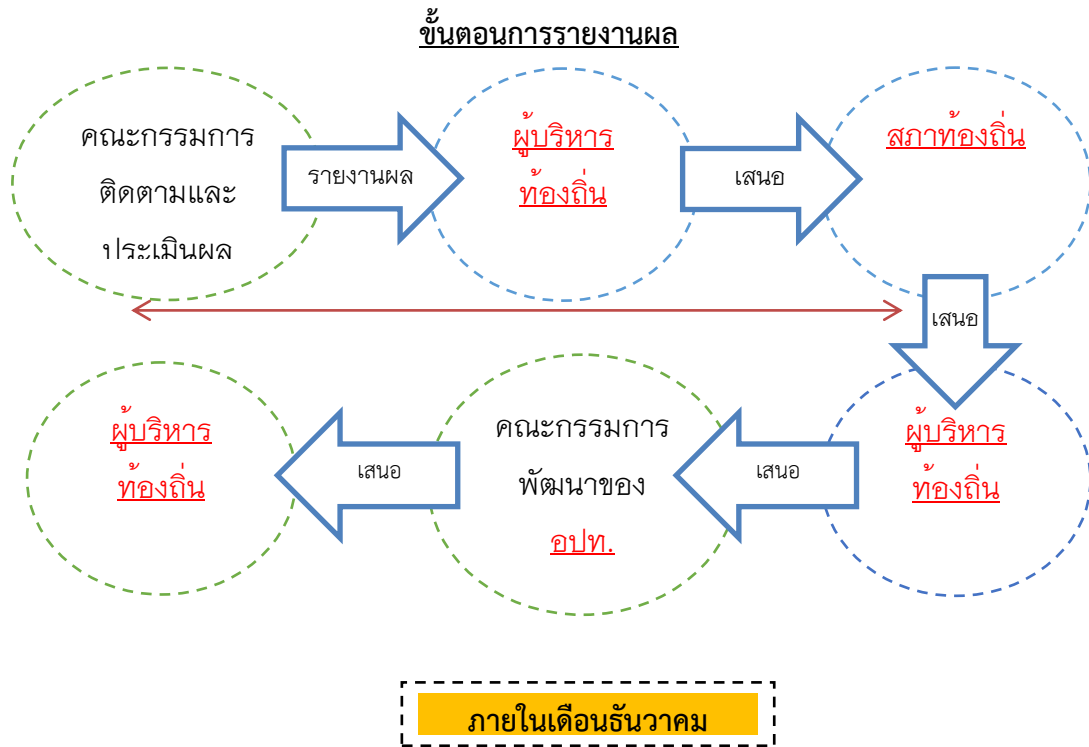 ขั้นตอนการรายงานผล
คณะกรรมการ
ติดตามและ
ประเมินผล
รายงานผล
ผู้บริหาร
ท้องถิ่น
เสนอ
สภาท้องถิ่น
เสนอ
ผู้บริหาร
ท้องถิ่น
เสนอ
คณะกรรมการ
พัฒนาของ
อปท.
เสนอ
ผู้บริหาร
ท้องถิ่น
ภายในเดือนธันวาคม